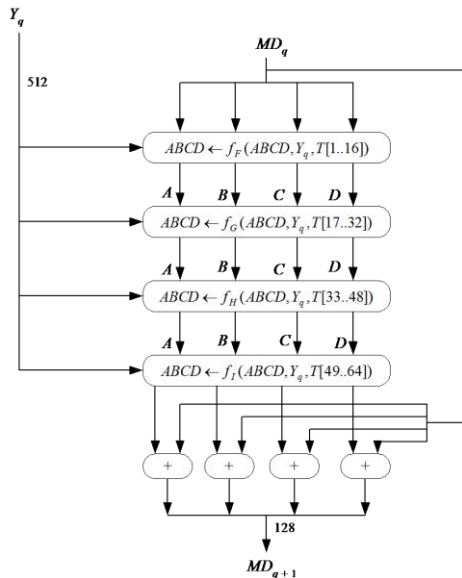 Y_q
MD_q
512
ABCD ← f_F (ABCD, Y_q, T[1..16])
A B C D
ABCD ← f_G (ABCD, Y_q, T[17..32])
A B C D
ABCD ← f_H (ABCD, Y_q, T[33..48])
A B C D
ABCD ← f_I (ABCD, Y_q, T[49..64])
+ + + +
128
MD_{q+1}